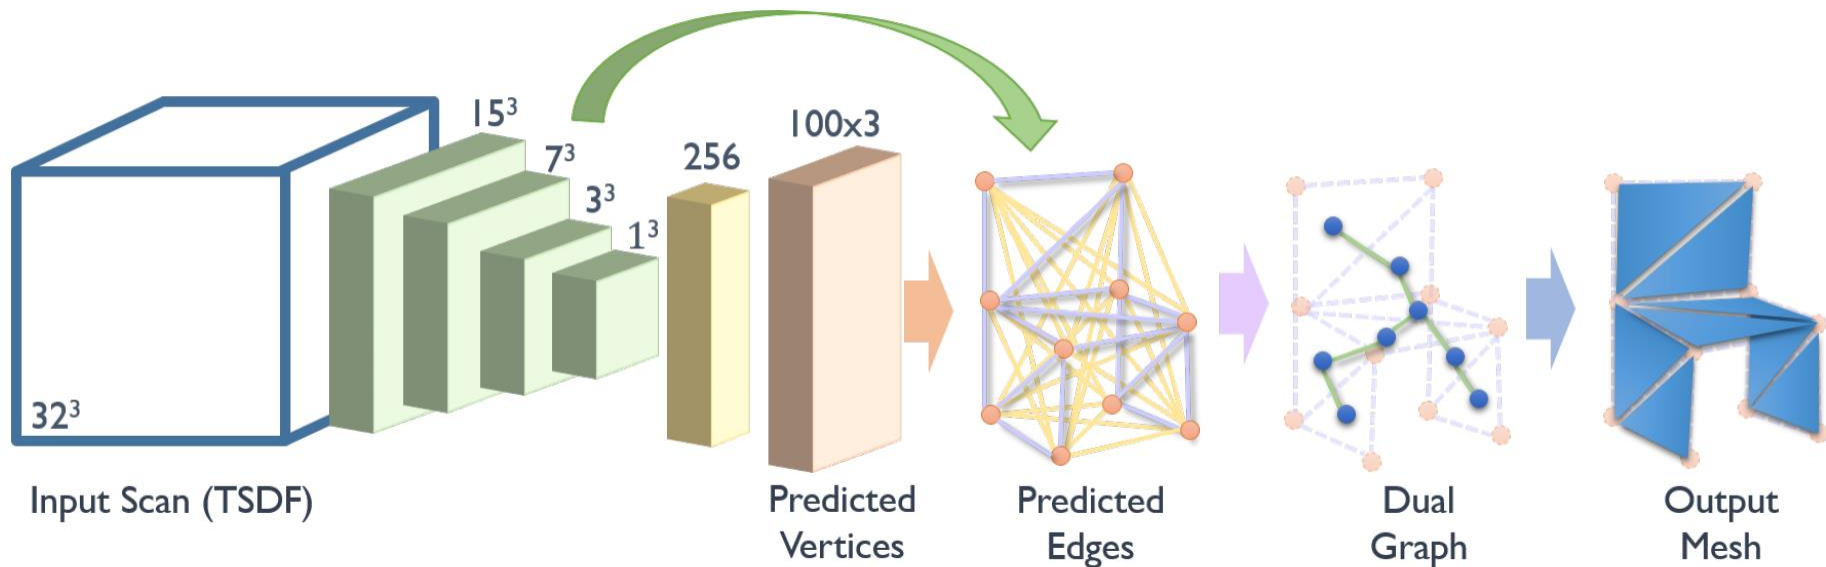 15³
7³
3³
1³
256
100x3
32³
Input Scan (TSDF)
Predicted
Vertices
Predicted
Edges
Dual
Graph
Output
Mesh